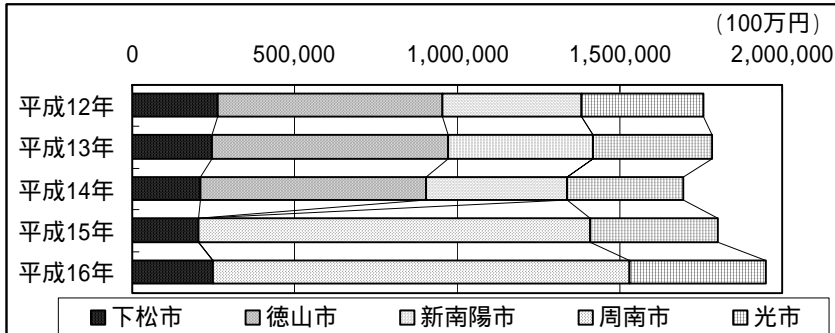 (100万円)
0 500,000 1,000,000 1,500,000 2,000,000
平成12年
平成13年
平成14年
平成15年
平成16年
下松市 徳山市 新南陽市 周南市 光市